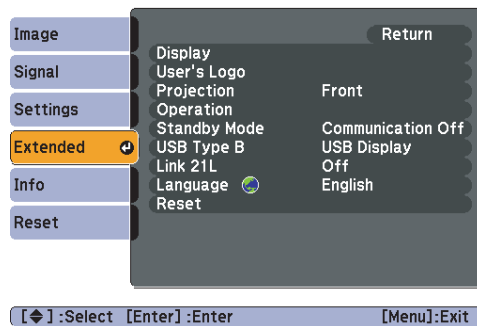 Image
Signal
Settings
Extended
Info
Reset
Return
Display
User's Logo
Projection Front
Operation
Standby Mode Communication Off
USB Type B USB Display
Link 21L Off
Language English
Reset
[ ] :Select [Enter] :Enter [Menu]:Exit